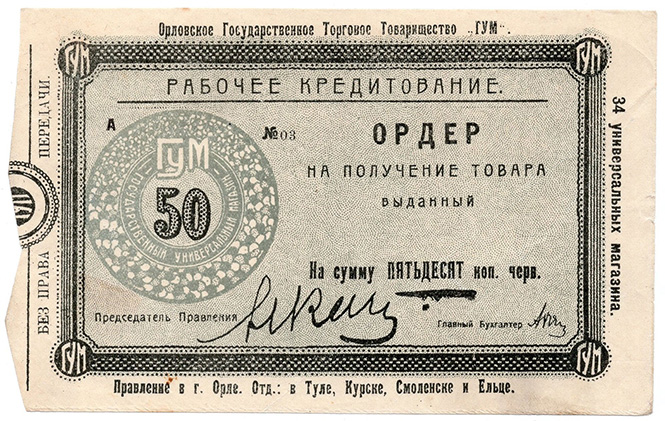 Орловское Государственное Торговое Товарищество „ГУМ".
ГУМ
ГУМ
РАБОЧЕЕ КРЕДИТОВАНИЕ.
А
№ 03
ОРДЕР
НА ПОЛУЧЕНИЕ ТОВАРА
выданный
ГУМ
50
ГОСУДАРСТВЕННЫЙ УНИВЕРСАЛЬНЫЙ
На сумму ПЯТЬДЕСЯТ коп. черв.
Председатель Правления
Главный Бухгалтер
ГУМ
ГУМ
Правление в г. Орле. Отд.: в Туле, Курске, Смоленске и Ельце.
БЕЗ ПРАВА ПЕРЕДАЧИ
34 универсальных магазина.